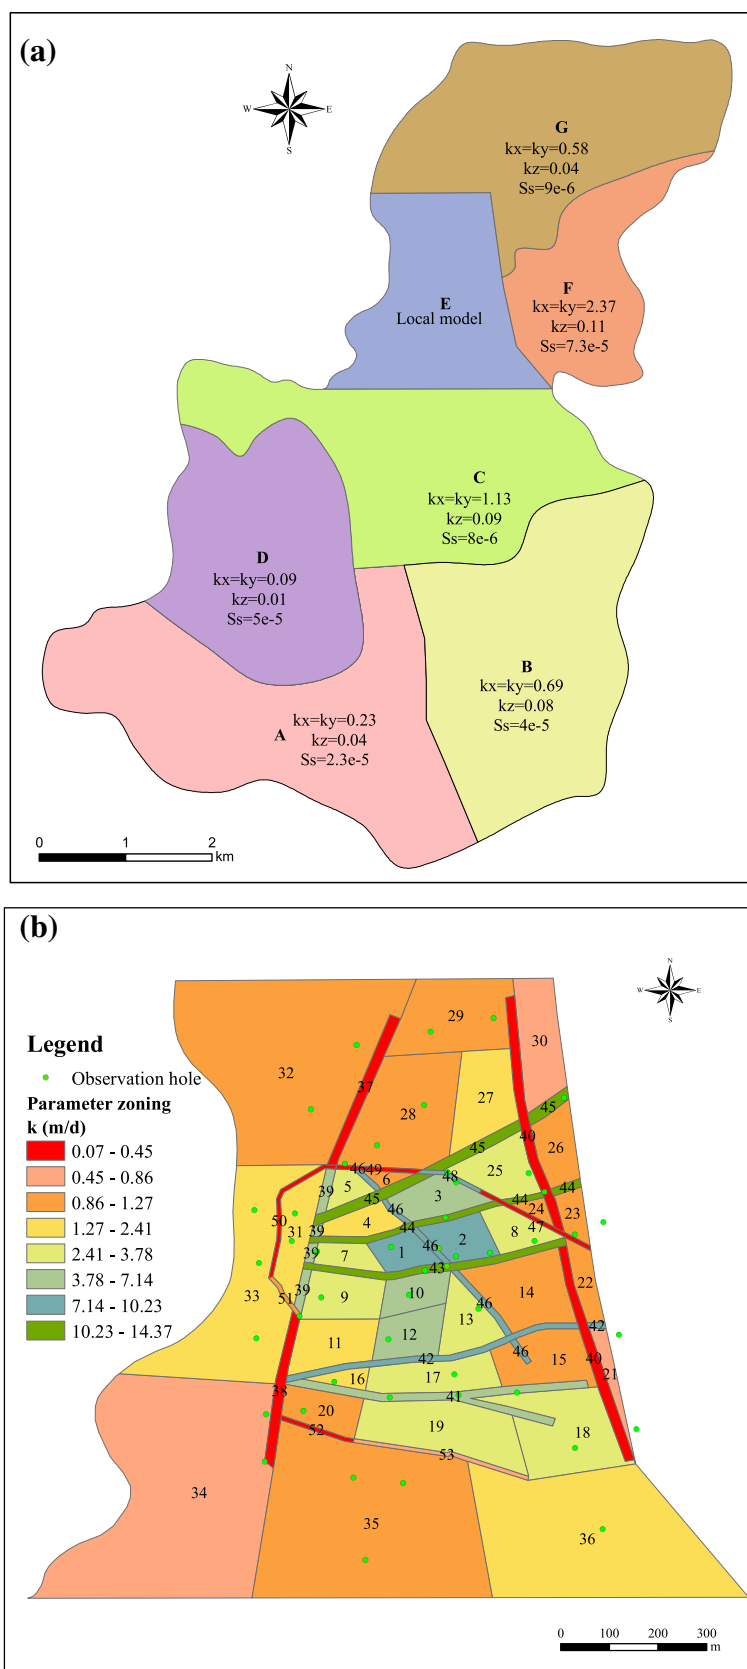 (a)
N
W E
S
G
kx=ky=0.58
kz=0.04
Ss=9e-6
F
kx=ky=2.37
kz=0.11
Ss=7.3e-5
E
Local model
C
kx=ky=1.13
kz=0.09
Ss=8e-6
D
kx=ky=0.09
kz=0.01
Ss=5e-5
B
kx=ky=0.69
kz=0.08
Ss=4e-5
A
kx=ky=0.23
kz=0.04
Ss=2.3e-5
0 1 2
km
(b)
N
W E
S
Legend
Observation hole
Parameter zoning
k (m/d)
0.07 - 0.45
0.45 - 0.86
0.86 - 1.27
1.27 - 2.41
2.41 - 3.78
3.78 - 7.14
7.14 - 10.23
10.23 - 14.37
29
30
32
37
27
28
45
40
45
26
46 49
48
25
39 5 6
45
3
44
44
46
24
23
50
31 39
4
44
8 47
39 7
1 46 2
43
22
33
51 39
9
10
46
14
13
11
12
42
42
46
15 40
21
38
16
17
20
41
52
19
18
53
34
35
36
0 100 200 300
m